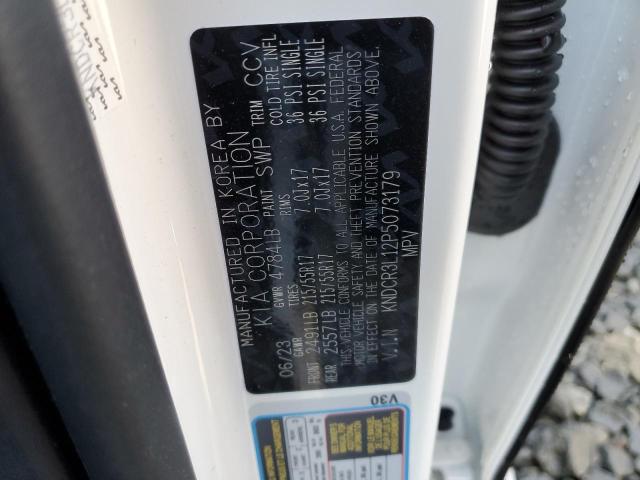 MANUFACTURED IN KOREA BY
KIA CORPORATION
06/23 GVWR 4784LB PAINT SWP TRIM CCV
GAWR TIRES RIMS COLD TIRE INFL
FRONT 2491LB 215/55R17 7.0Jx17 36 PSI SINGLE
REAR 2557LB 215/55R17 7.0Jx17 36 PSI SINGLE
THIS VEHICLE CONFORMS TO ALL APPLICABLE U.S.A. FEDERAL
MOTOR VEHICLE SAFETY AND THEFT PREVENTION STANDARDS
IN EFFECT ON THE DATE OF MANUFACTURE SHOWN ABOVE.
V.I.N KNDCR3L12P5073179
MPV
V30